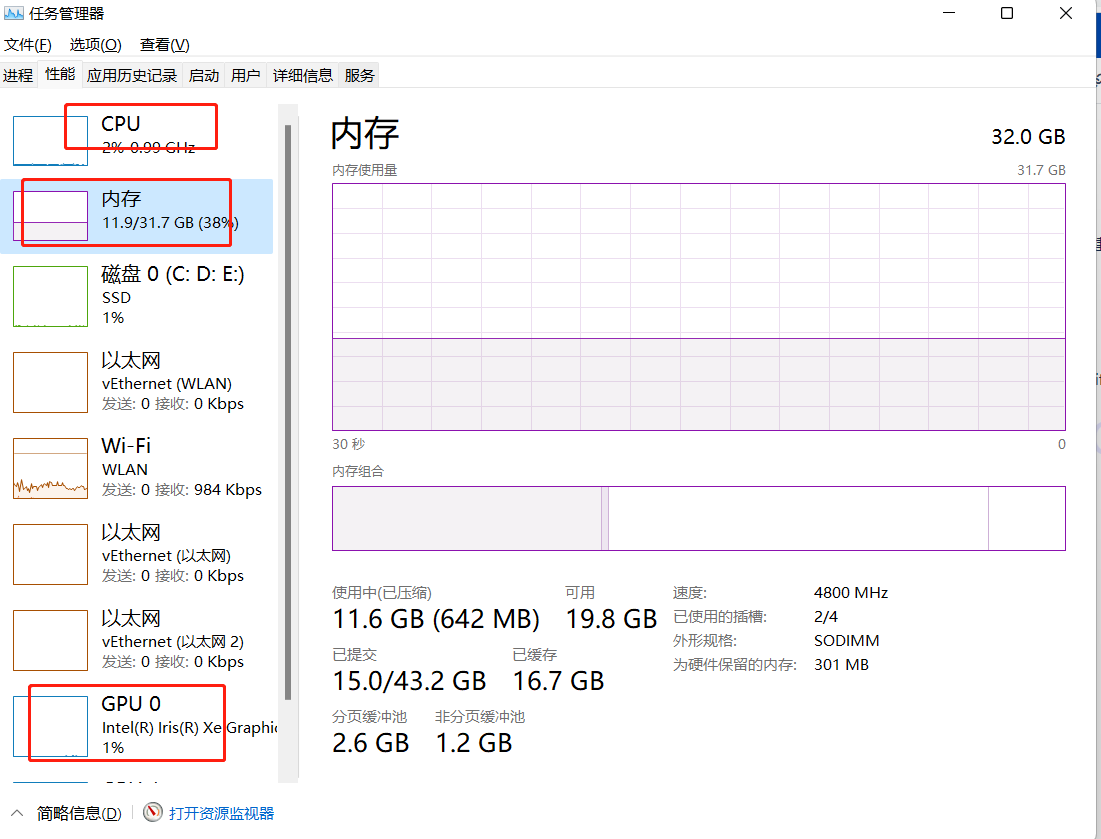 任务管理器
文件(F) 选项(O) 查看(V)
进程 性能 应用历史记录 启动 用户 详细信息 服务
CPU
2% 0.99 GHz
内存
11.9/31.7 GB (38%)
磁盘 0 (C: D: E:)
SSD
1%
以太网
vEthernet (WLAN)
发送: 0 接收: 0 Kbps
Wi-Fi
WLAN
发送: 0 接收: 984 Kbps
以太网
vEthernet (以太网)
发送: 0 接收: 0 Kbps
以太网
vEthernet (以太网 2)
发送: 0 接收: 0 Kbps
GPU 0
Intel(R) Iris(R) Xe Graphic
1%
内存 32.0 GB
内存使用量 31.7 GB
30 秒 0
内存组合
使用中(已压缩) 可用
11.6 GB (642 MB) 19.8 GB
已提交 已缓存
15.0/43.2 GB 16.7 GB
分页缓冲池 非分页缓冲池
2.6 GB 1.2 GB
速度: 4800 MHz
已使用的插槽: 2/4
外形规格: SODIMM
为硬件保留的内存: 301 MB
简略信息(D) 打开资源监视器